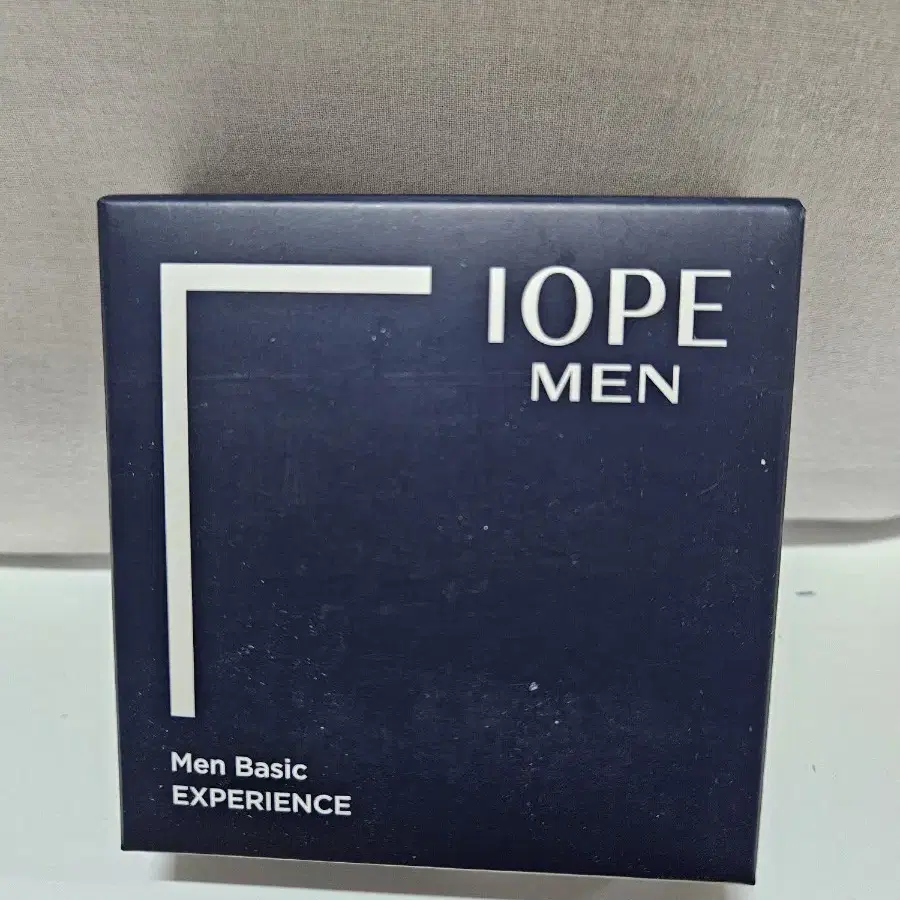 IOPE
MEN
Men Basic
EXPERIENCE